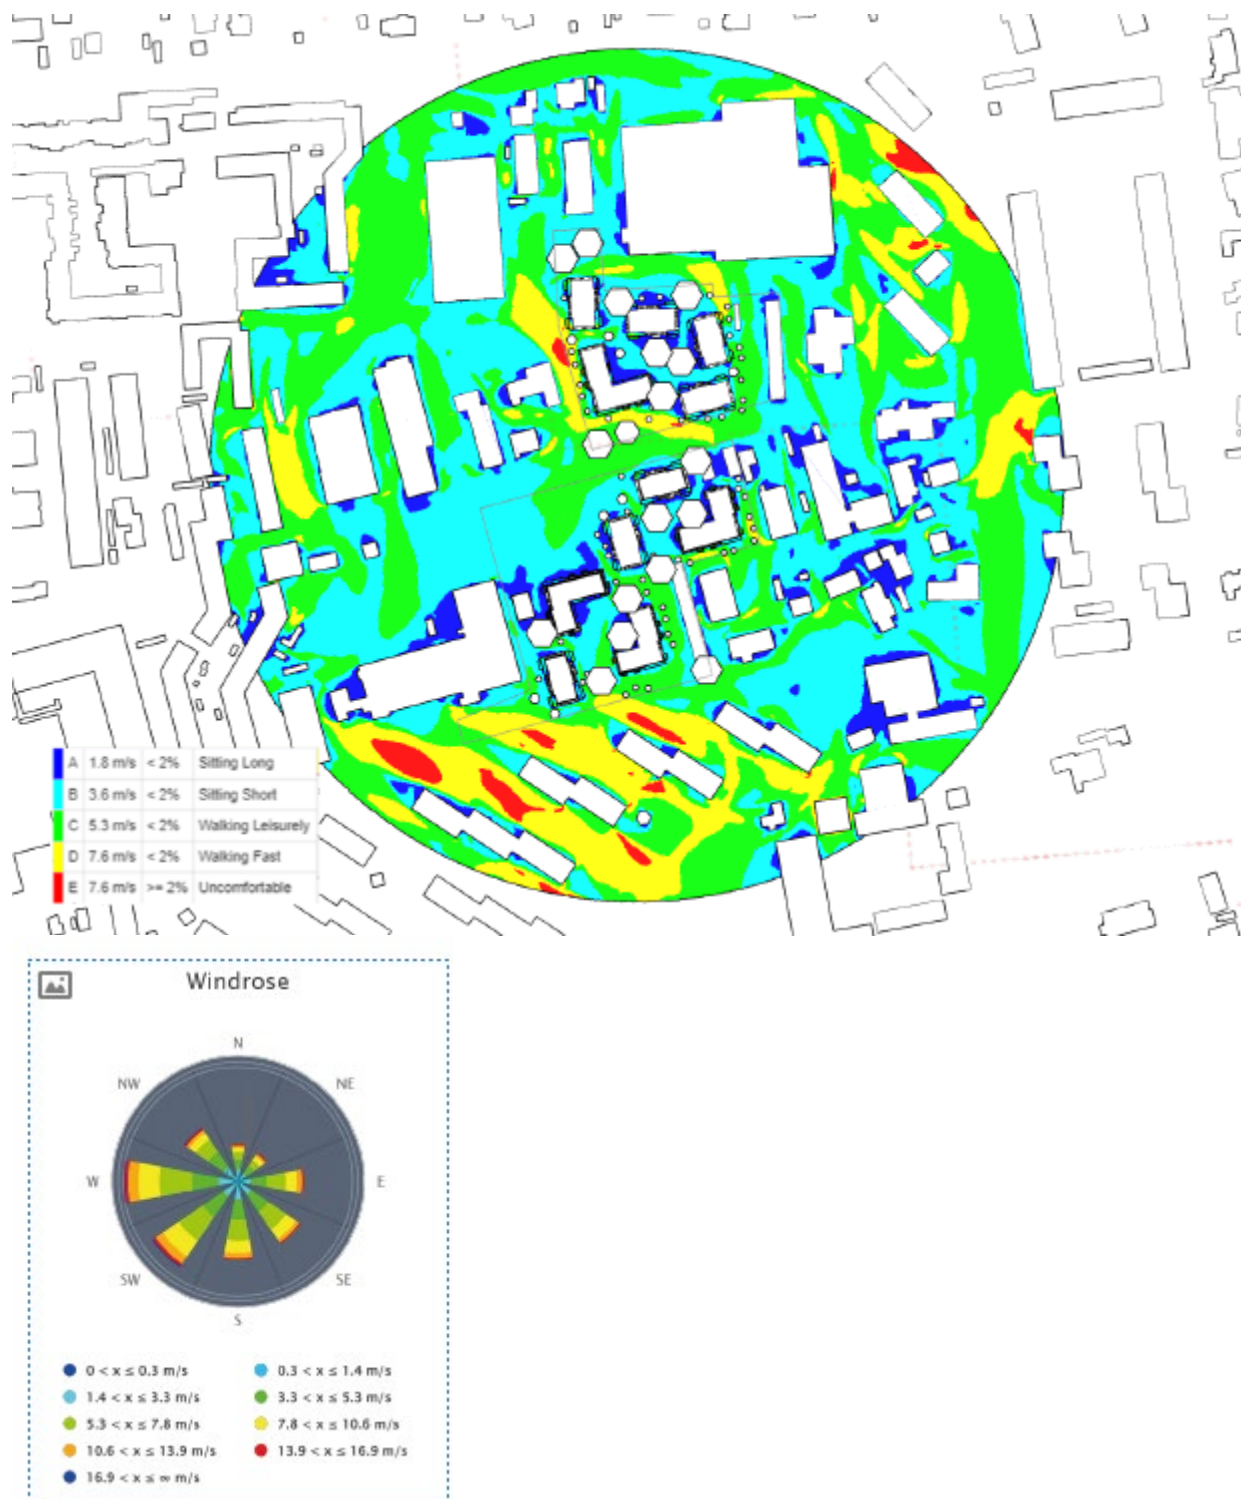 A 1.8 m/s < 2% Sitting Long
B 3.6 m/s < 2% Sitting Short
C 5.3 m/s < 2% Walking Leisurely
D 7.6 m/s < 2% Walking Fast
E 7.6 m/s >= 2% Uncomfortable
Windrose
N
NW NE
W E
SW SE
S
0 < x ≤ 0.3 m/s 0.3 < x ≤ 1.4 m/s
1.4 < x ≤ 3.3 m/s 3.3 < x ≤ 5.3 m/s
5.3 < x ≤ 7.8 m/s 7.8 < x ≤ 10.6 m/s
10.6 < x ≤ 13.9 m/s 13.9 < x ≤ 16.9 m/s
16.9 < x ≤ ∞ m/s